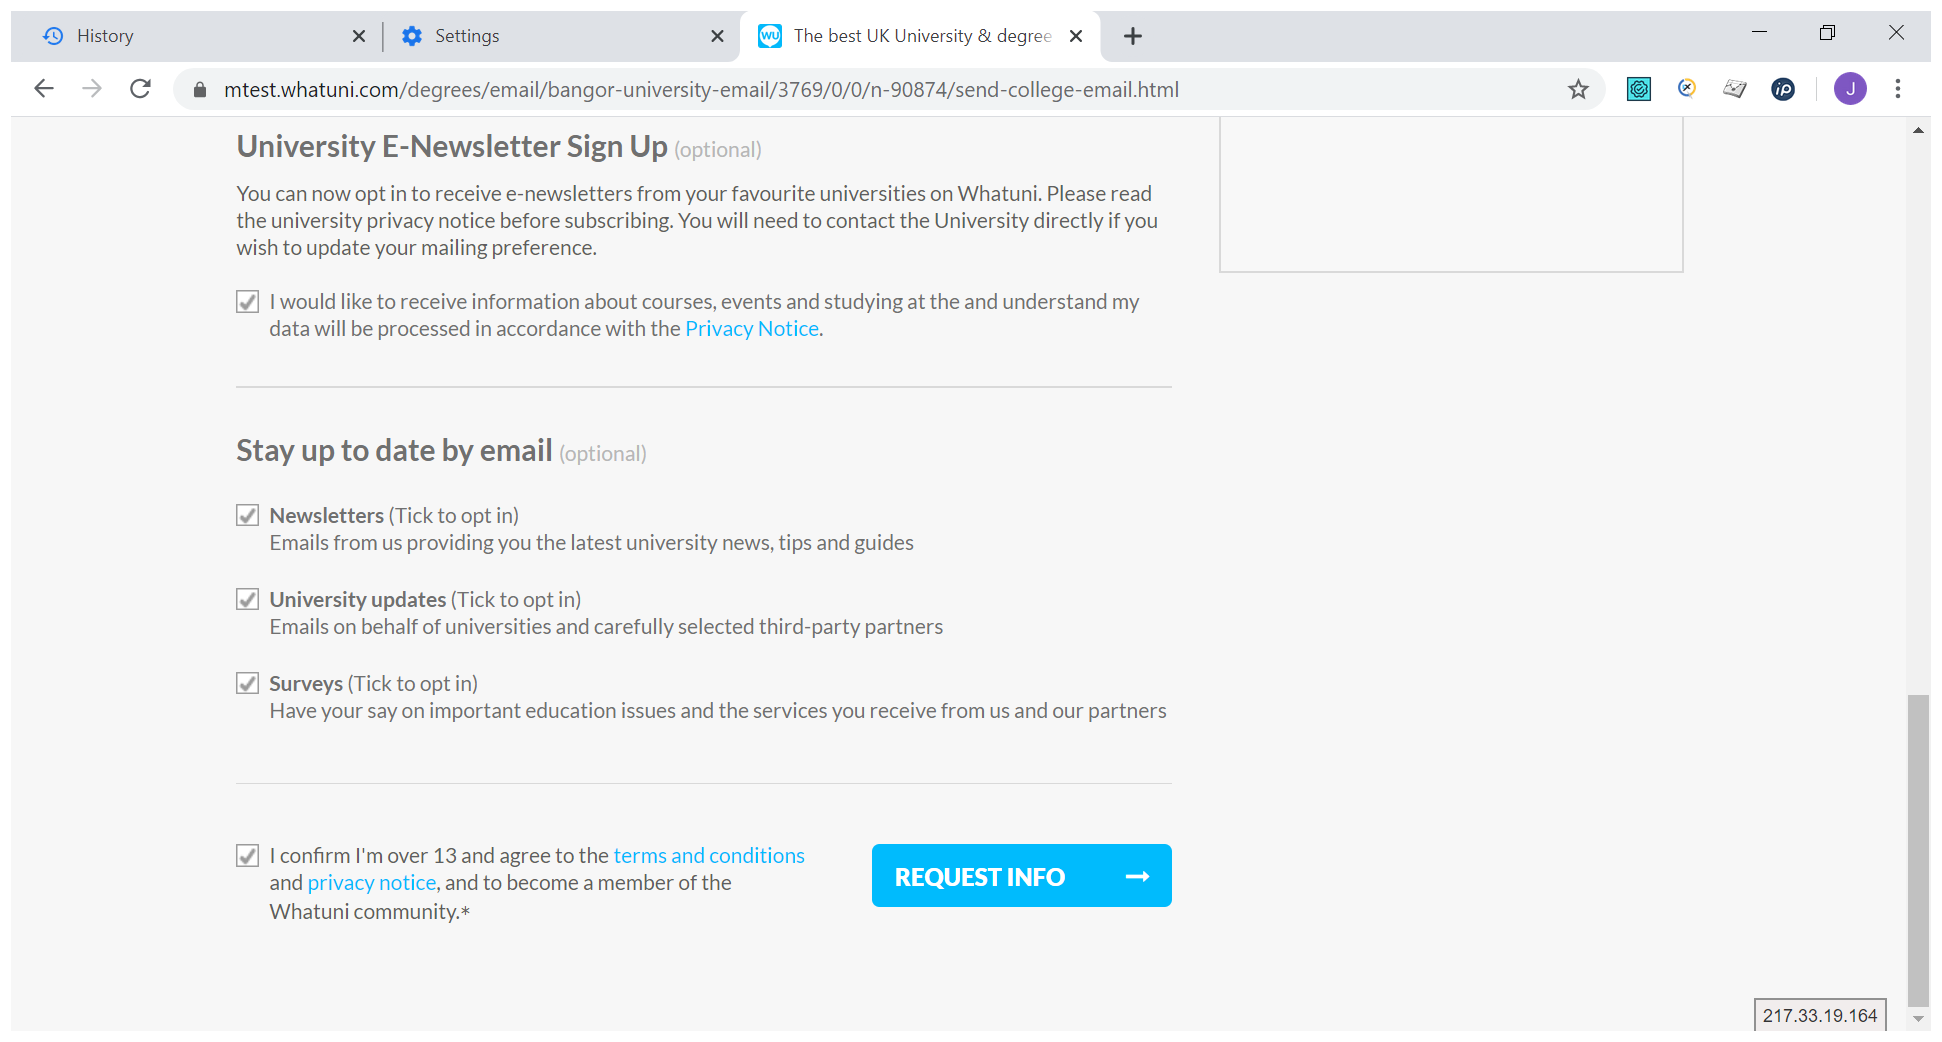 History
Settings
WU
The best UK University & degree
mtest.whatuni.com/degrees/email/bangor-university-email/3769/0/0/n-90874/send-college-email.html
iP
J
University E-Newsletter Sign Up (optional)
You can now opt in to receive e-newsletters from your favourite universities on Whatuni. Please read
the university privacy notice before subscribing. You will need to contact the University directly if you
wish to update your mailing preference.
I would like to receive information about courses, events and studying at the and understand my
data will be processed in accordance with the Privacy Notice.
Stay up to date by email (optional)
Newsletters (Tick to opt in)
Emails from us providing you the latest university news, tips and guides
University updates (Tick to opt in)
Emails on behalf of universities and carefully selected third-party partners
Surveys (Tick to opt in)
Have your say on important education issues and the services you receive from us and our partners
I confirm I'm over 13 and agree to the terms and conditions
and privacy notice, and to become a member of the
Whatuni community.*
REQUEST INFO
217.33.19.164